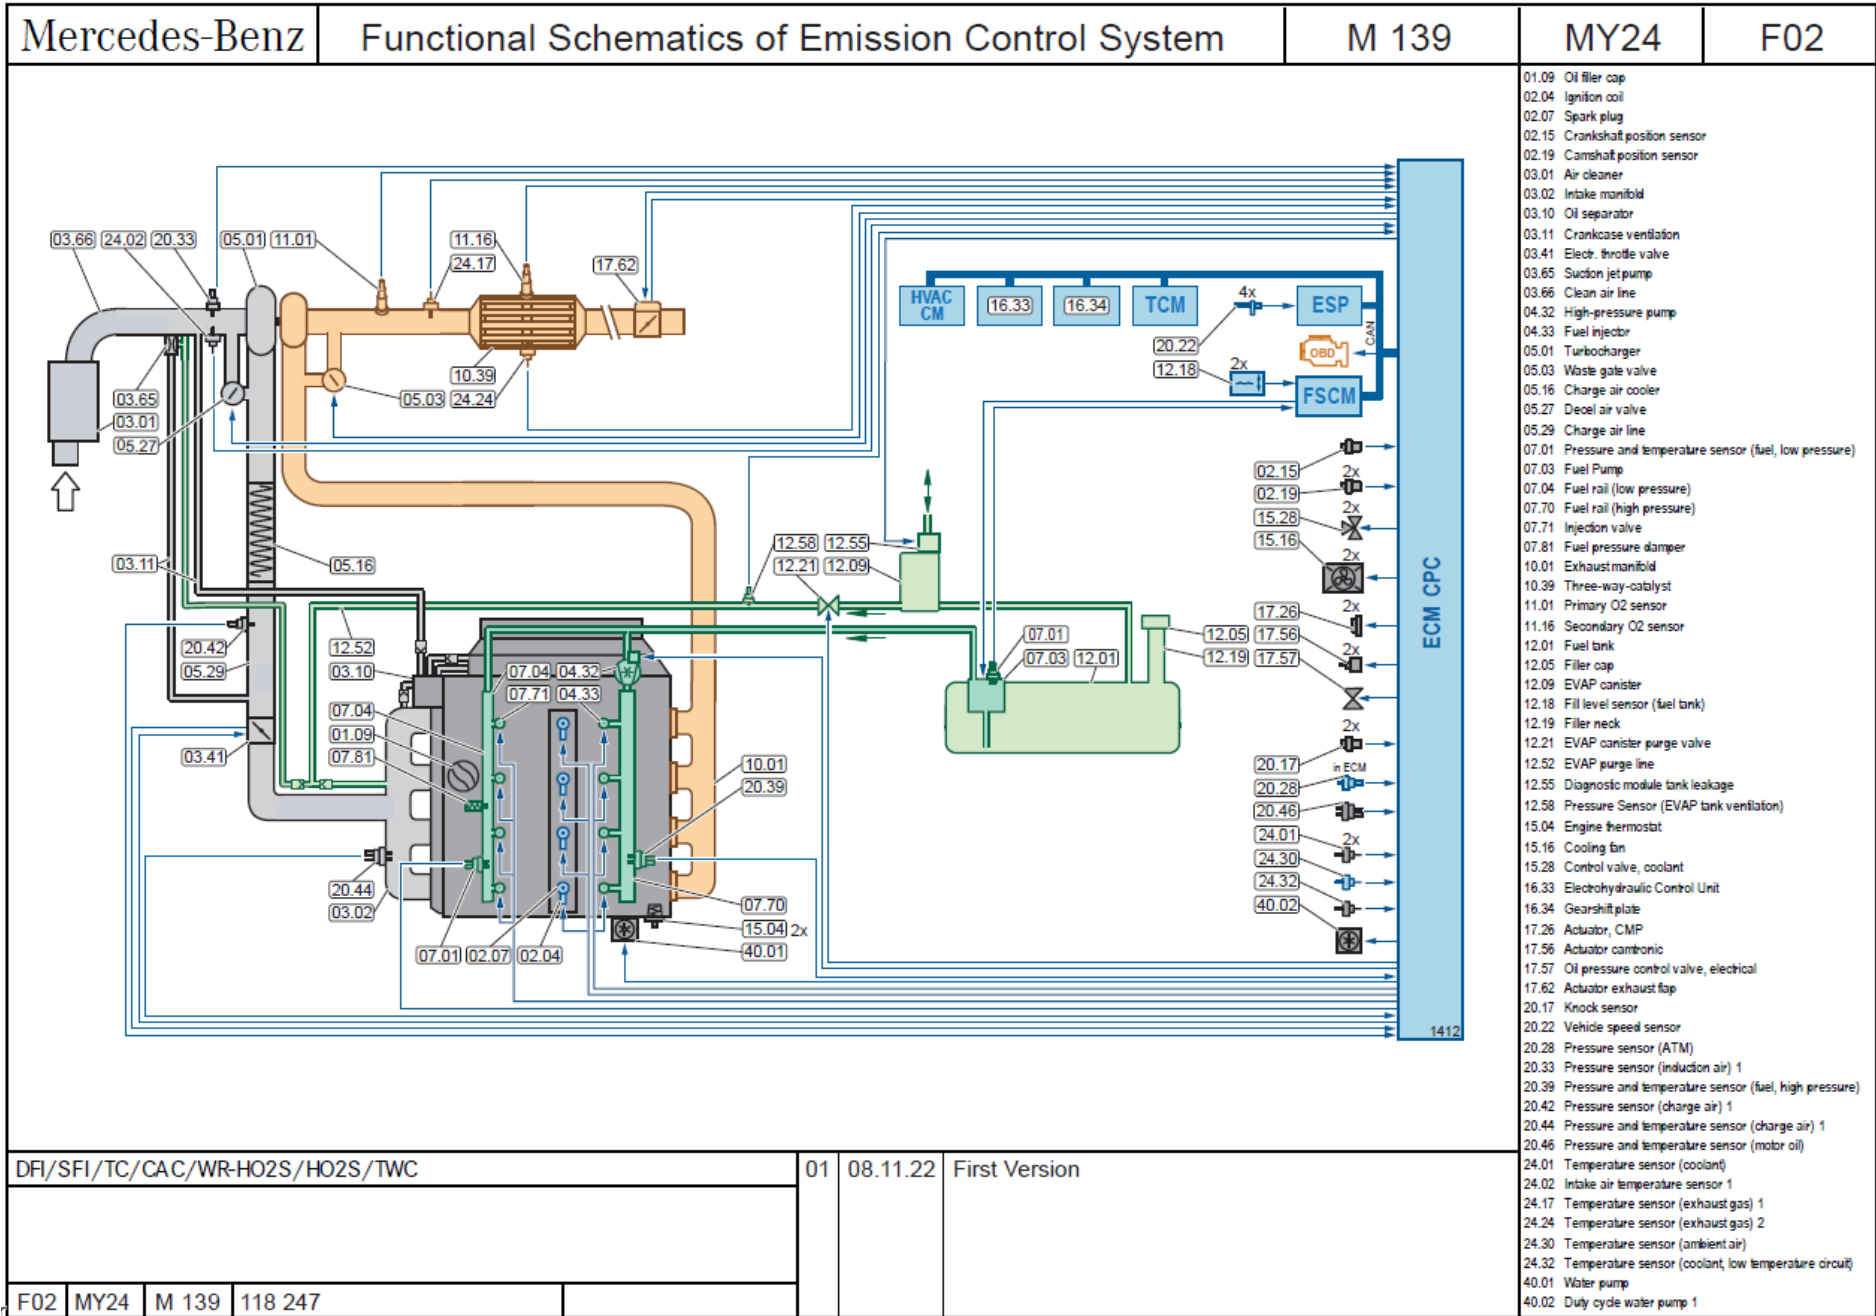 Mercedes-Benz
Functional Schematics of Emission Control System
M 139
MY24
F02
03.66 24.02 20.33 05.01 11.01
11.16
24.17
17.62
03.65
03.01
05.27
05.03
10.39
24.24
HVAC CM
16.33
16.34
TCM
4x
ESP
CAN
OBD
20.22
12.18
2x
FSCM
03.11
05.16
12.58 12.55
12.21 12.09
02.15
2x
02.19
2x
15.28
15.16
2x
ECM CPC
20.42
05.29
12.52
03.10
07.04 04.32
07.71 04.33
07.01
07.03 12.01
12.05
12.19
17.26
2x
17.56
2x
17.57
07.04
01.09
07.81
03.41
10.01
20.39
2x
20.17
in ECM
20.28
20.46
24.01
2x
24.30
24.32
40.02
20.44
03.02
07.01 02.07 02.04
07.70
15.04 2x
40.01
1412
01.09 Oil filler cap
02.04 Ignition coil
02.07 Spark plug
02.15 Crankshaft position sensor
02.19 Camshaft position sensor
03.01 Air cleaner
03.02 Intake manifold
03.10 Oil separator
03.11 Crankcase ventilation
03.41 Electr. throttle valve
03.65 Suction jet pump
03.66 Clean air line
04.32 High-pressure pump
04.33 Fuel injector
05.01 Turbocharger
05.03 Waste gate valve
05.16 Charge air cooler
05.27 Decel air valve
05.29 Charge air line
07.01 Pressure and temperature sensor (fuel, low pressure)
07.03 Fuel Pump
07.04 Fuel rail (low pressure)
07.70 Fuel rail (high pressure)
07.71 Injection valve
07.81 Fuel pressure damper
10.01 Exhaust manifold
10.39 Three-way-catalyst
11.01 Primary O2 sensor
11.16 Secondary O2 sensor
12.01 Fuel tank
12.05 Filler cap
12.09 EVAP canister
12.18 Fill level sensor (fuel tank)
12.19 Filler neck
12.21 EVAP canister purge valve
12.52 EVAP purge line
12.55 Diagnostic module tank leakage
12.58 Pressure Sensor (EVAP tank ventilation)
15.04 Engine thermostat
15.16 Cooling fan
15.28 Control valve, coolant
16.33 Electrohydraulic Control Unit
16.34 Gearshift plate
17.26 Actuator, CMP
17.56 Actuator camtronic
17.57 Oil pressure control valve, electrical
17.62 Actuator exhaust flap
20.17 Knock sensor
20.22 Vehicle speed sensor
20.28 Pressure sensor (ATM)
20.33 Pressure sensor (induction air) 1
20.39 Pressure and temperature sensor (fuel, high pressure)
20.42 Pressure sensor (charge air) 1
20.44 Pressure and temperature sensor (charge air) 1
20.46 Pressure and temperature sensor (motor oil)
24.01 Temperature sensor (coolant)
24.02 Intake air temperature sensor 1
24.17 Temperature sensor (exhaust gas) 1
24.24 Temperature sensor (exhaust gas) 2
24.30 Temperature sensor (ambient air)
24.32 Temperature sensor (coolant, low temperature circuit)
40.01 Water pump
40.02 Duty cycle water pump 1
DFI/SFI/TC/CAC/WR-HO2S/HO2S/TWC
01 08.11.22 First Version
F02 MY24 M 139 118 247